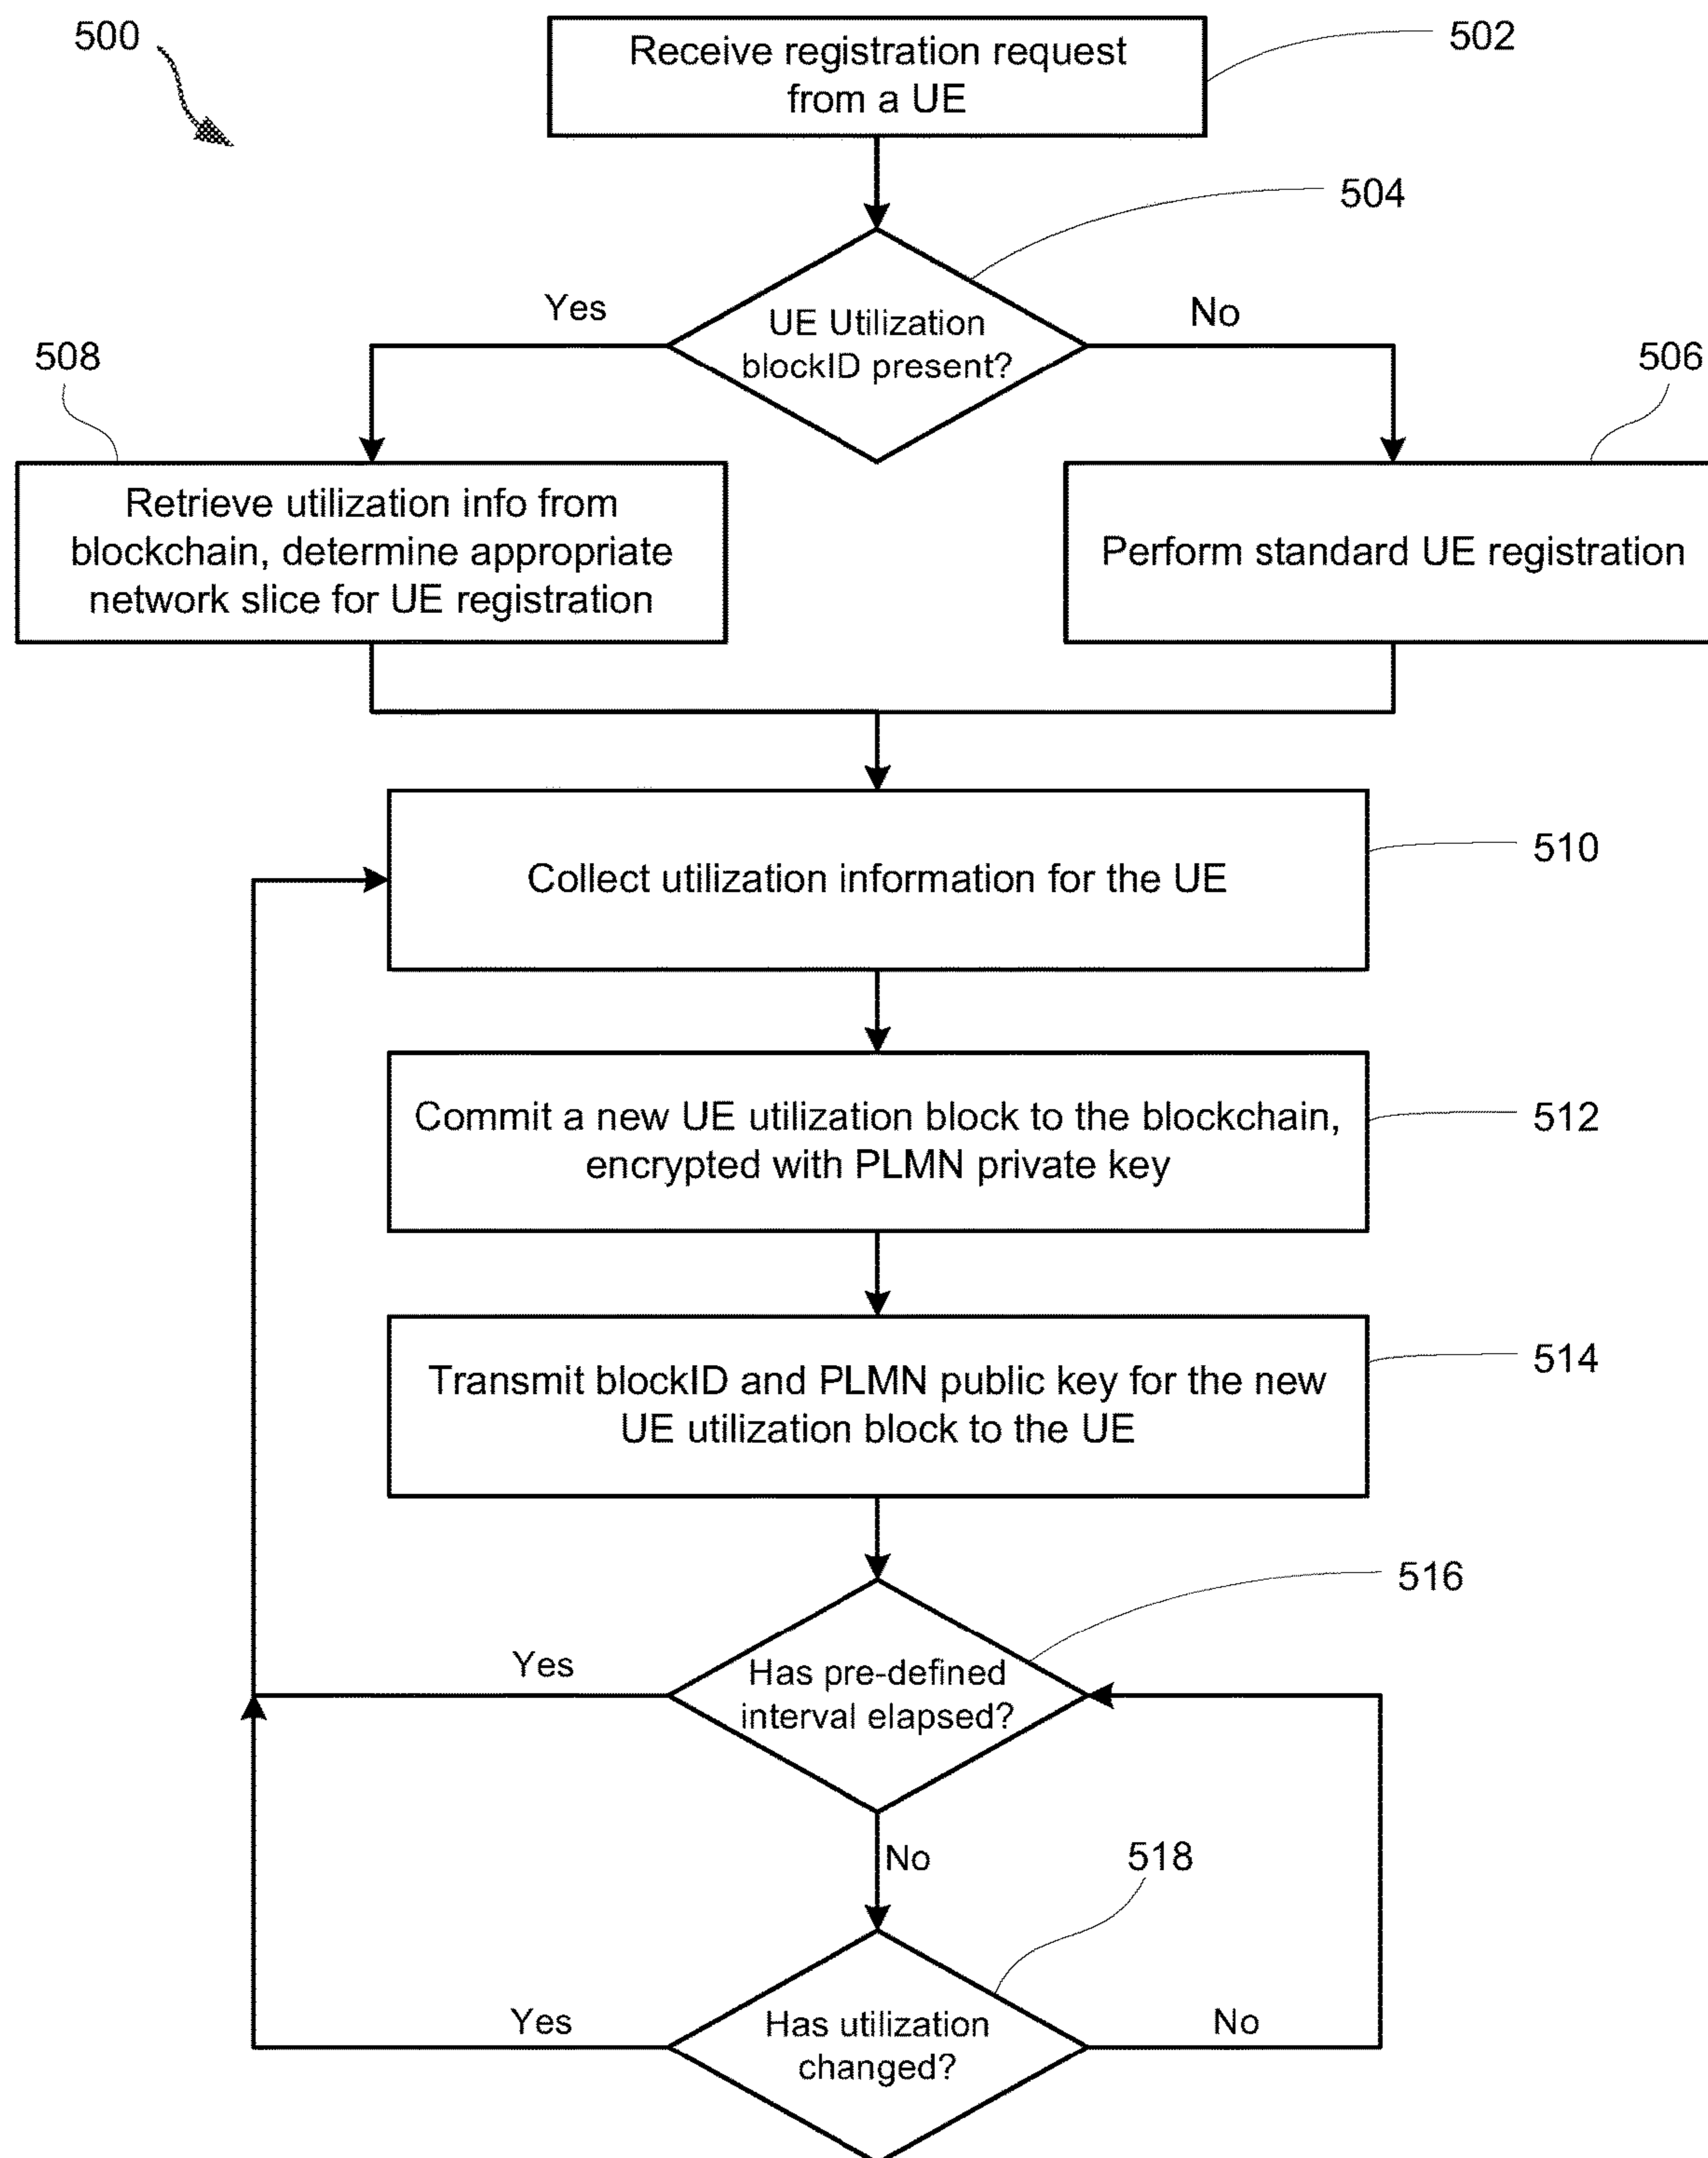 500
Receive registration request
from a UE
502
504
Yes
UE Utilization
blockID present?
No
508
506
Retrieve utilization info from
blockchain, determine appropriate
network slice for UE registration
Perform standard UE registration
Collect utilization information for the UE
510
Commit a new UE utilization block to the blockchain,
encrypted with PLMN private key
512
Transmit blockID and PLMN public key for the new
UE utilization block to the UE
514
516
Yes
Has pre-defined
interval elapsed?
No
518
Yes
Has utilization
changed?
No